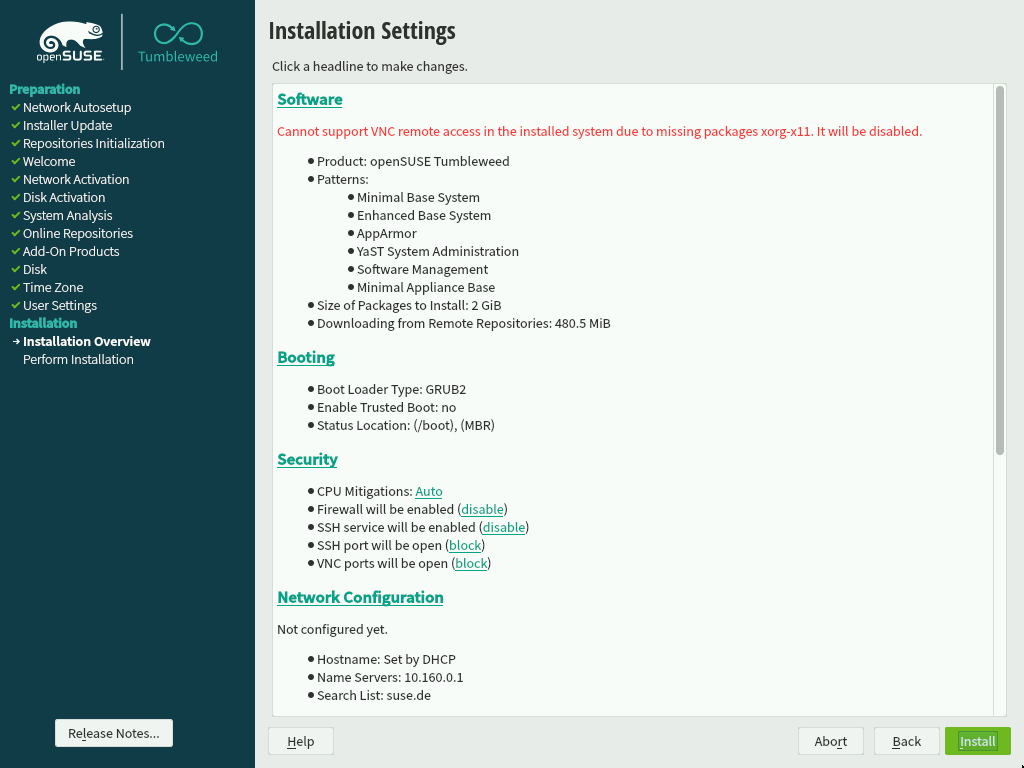 openSUSE
Tumbleweed
Preparation
Network Autosetup
Installer Update
Repositories Initialization
Welcome
Network Activation
Disk Activation
System Analysis
Online Repositories
Add-On Products
Disk
Time Zone
User Settings
Installation
Installation Overview
Perform Installation
Release Notes...
Installation Settings
Click a headline to make changes.
Software
Cannot support VNC remote access in the installed system due to missing packages xorg-x11. It will be disabled.
Product: openSUSE Tumbleweed
Patterns:
Minimal Base System
Enhanced Base System
AppArmor
YaST System Administration
Software Management
Minimal Appliance Base
Size of Packages to Install: 2 GiB
Downloading from Remote Repositories: 480.5 MiB
Booting
Boot Loader Type: GRUB2
Enable Trusted Boot: no
Status Location: (/boot), (MBR)
Security
CPU Mitigations: Auto
Firewall will be enabled (disable)
SSH service will be enabled (disable)
SSH port will be open (block)
VNC ports will be open (block)
Network Configuration
Not configured yet.
Hostname: Set by DHCP
Name Servers: 10.160.0.1
Search List: suse.de
Help
Abort
Back
Install